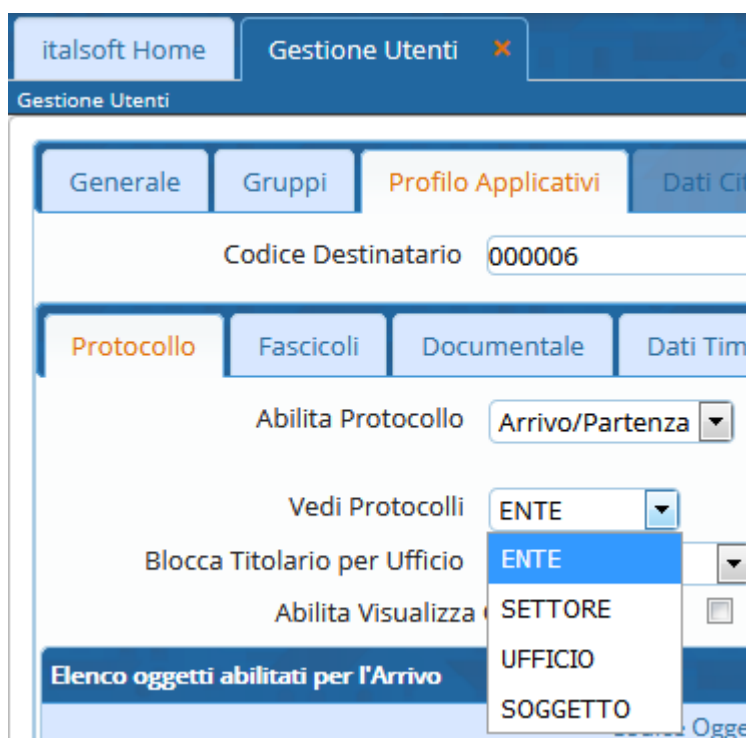 italsoft Home Gestione Utenti
Gestione Utenti
Generale Gruppi Profilo Applicativi Dati
Codice Destinatario 000006
Protocollo Fascicoli Documentale Dati
Abilita Protocollo Arrivo/Partenza
Vedi Protocolli ENTE
Blocca Titolario per Ufficio ENTE
Abilita Visualizza SETTORE
UFFICIO
Elenco oggetti abilitati per l'Arrivo
SOGGETTO